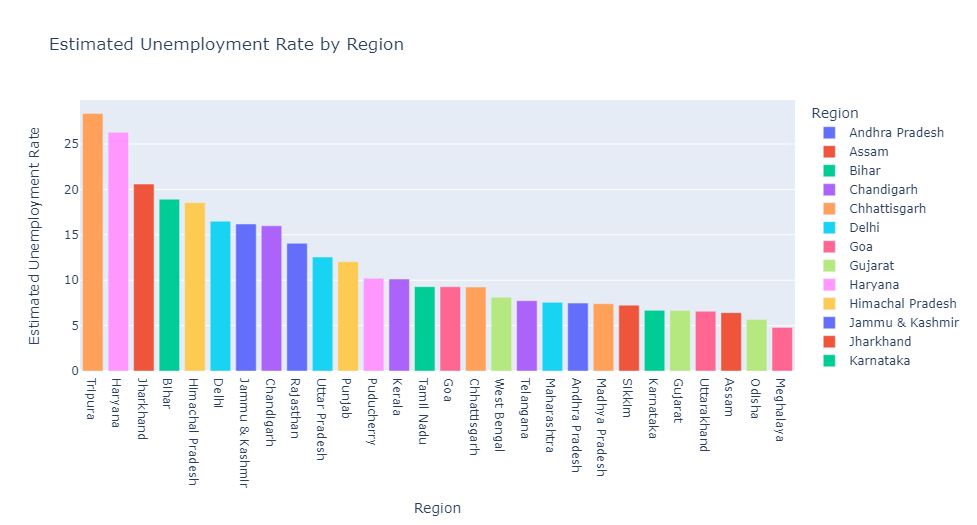 Estimated Unemployment Rate by Region
Estimated Unemployment Rate
25
20
15
10
5
0
Tripura
Haryana
Jharkhand
Bihar
Himachal Pradesh
Delhi
Jammu & Kashmir
Chandigarh
Rajasthan
Uttar Pradesh
Punjab
Puducherry
Kerala
Tamil Nadu
Goa
Chhattisgarh
West Bengal
Telangana
Maharashtra
Andhra Pradesh
Madhya Pradesh
Sikkim
Karnataka
Gujarat
Uttarakhand
Assam
Odisha
Meghalaya
Region
Region
Andhra Pradesh
Assam
Bihar
Chandigarh
Chhattisgarh
Delhi
Goa
Gujarat
Haryana
Himachal Pradesh
Jammu & Kashmir
Jharkhand
Karnataka